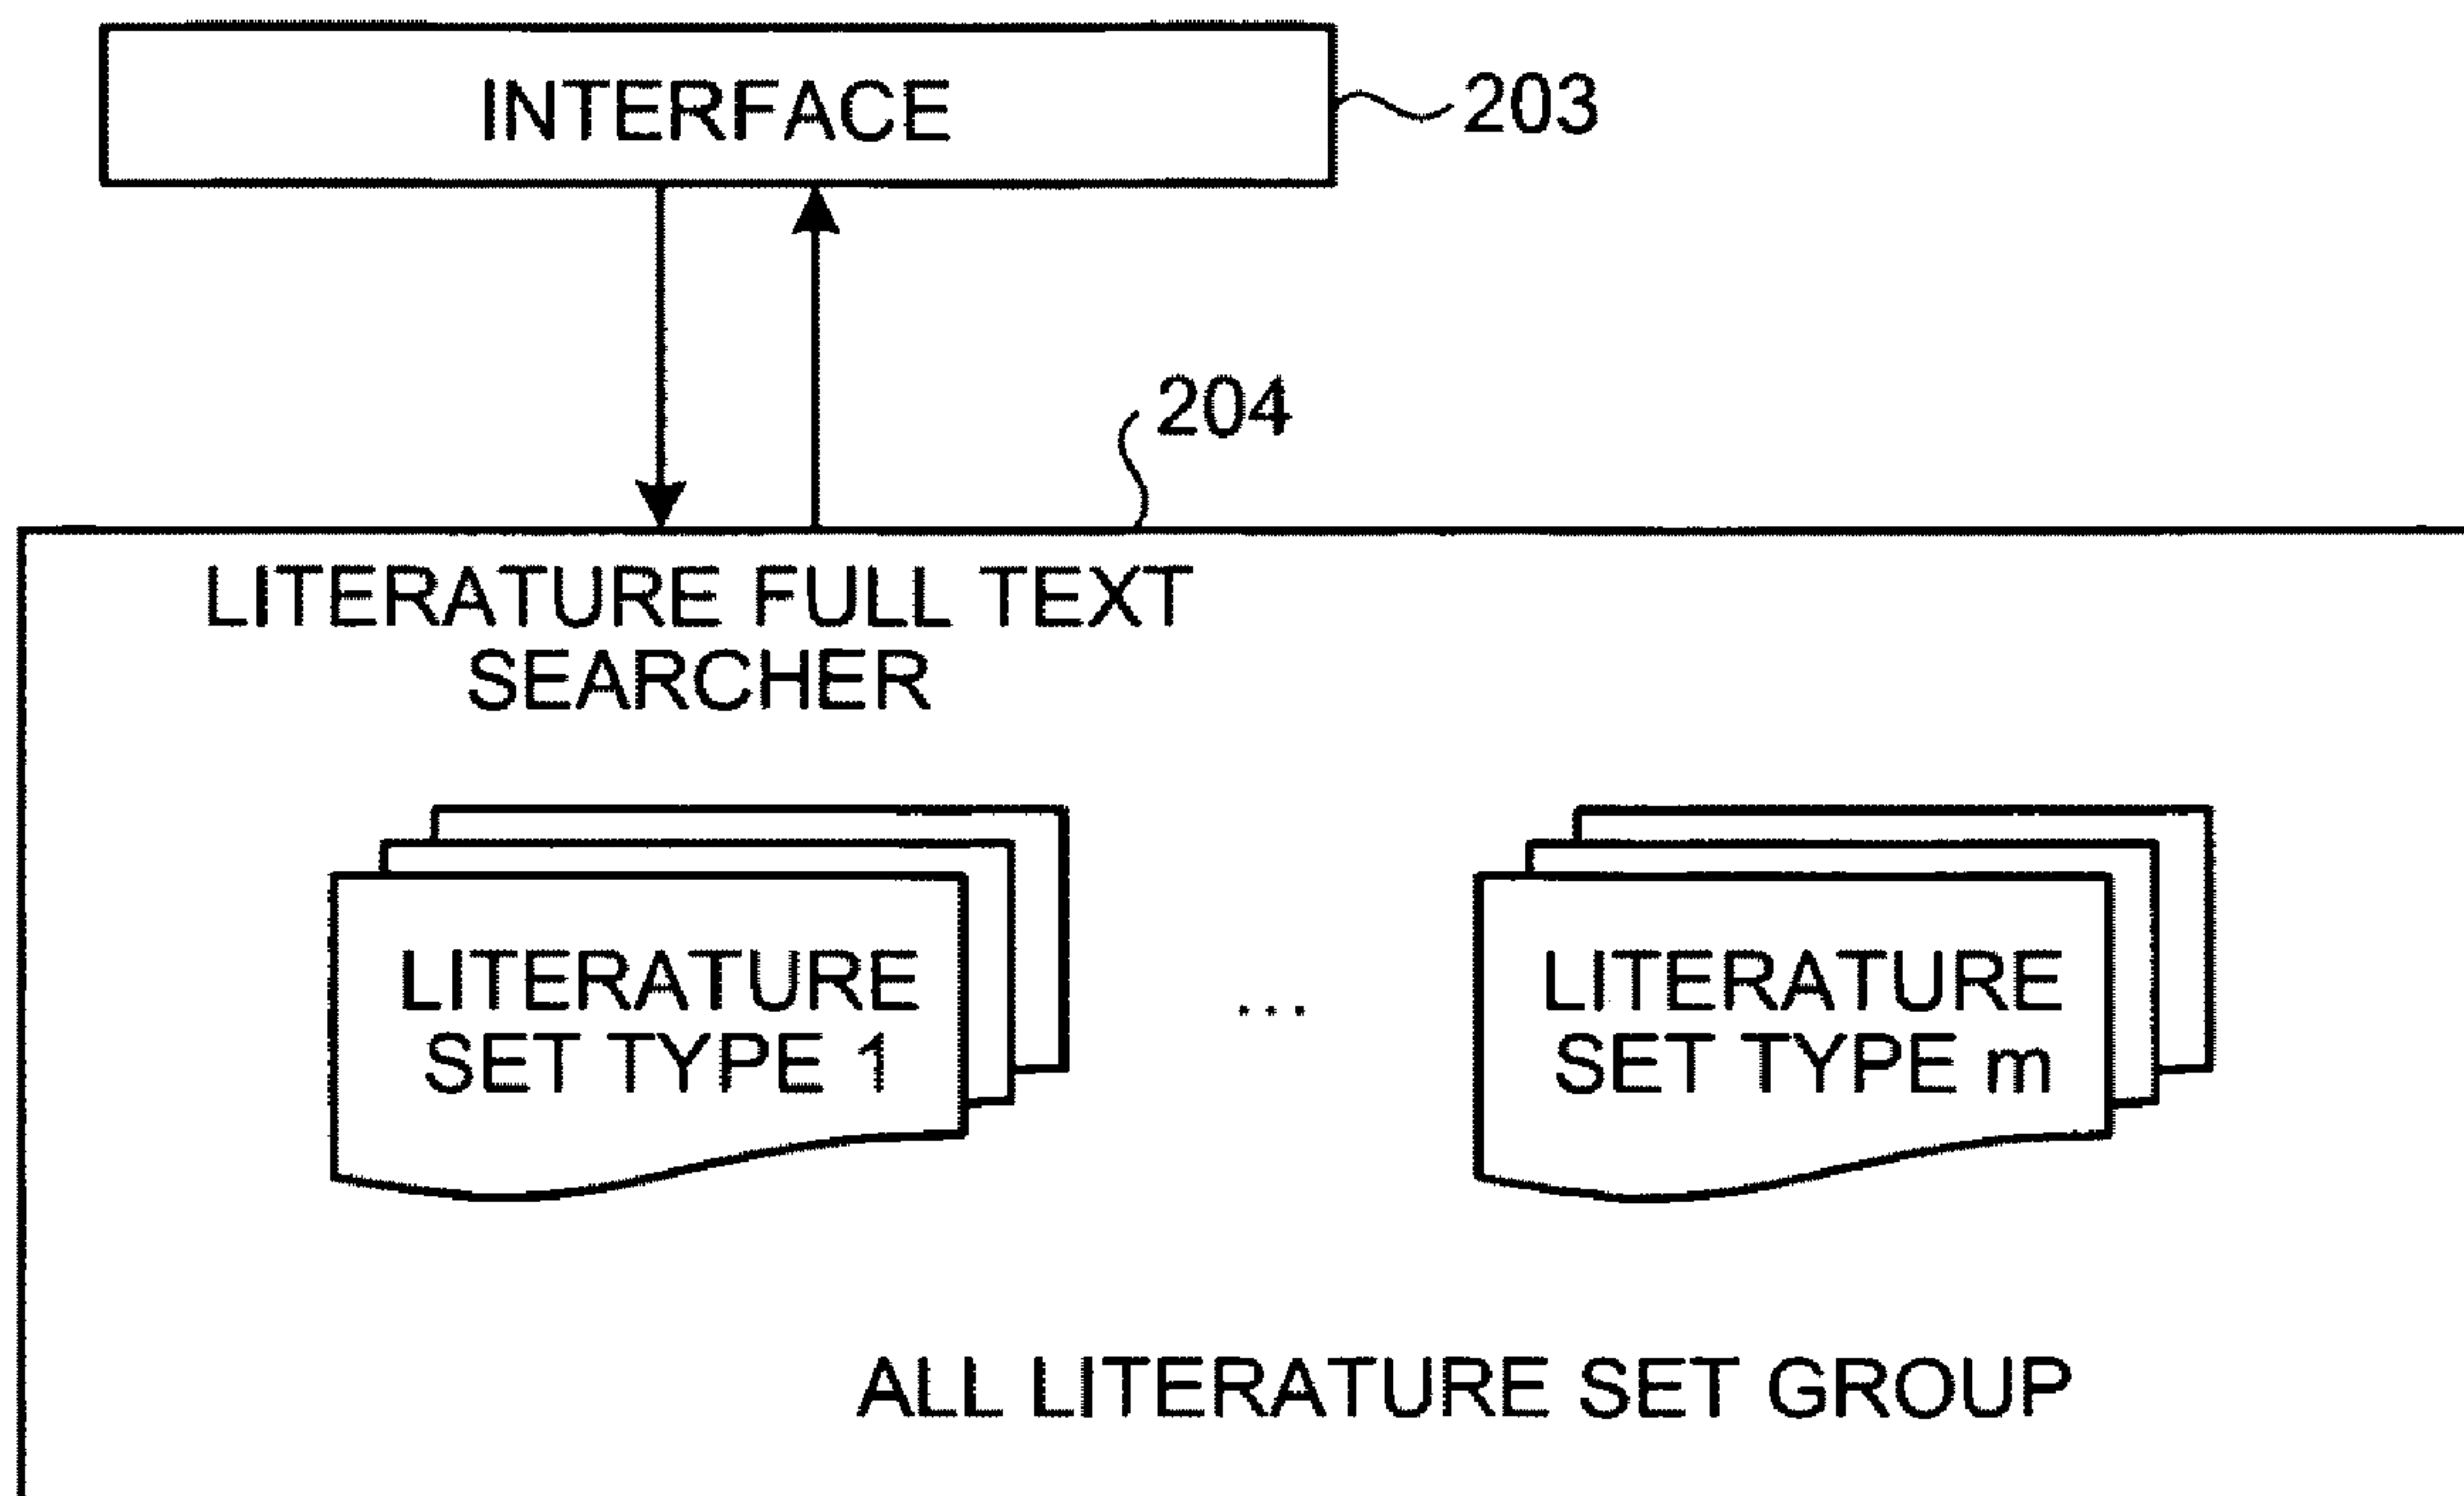 INTERFACE
203
204
LITERATURE FULL TEXT
SEARCHER
LITERATURE
SET TYPE 1
...
LITERATURE
SET TYPE m
ALL LITERATURE SET GROUP